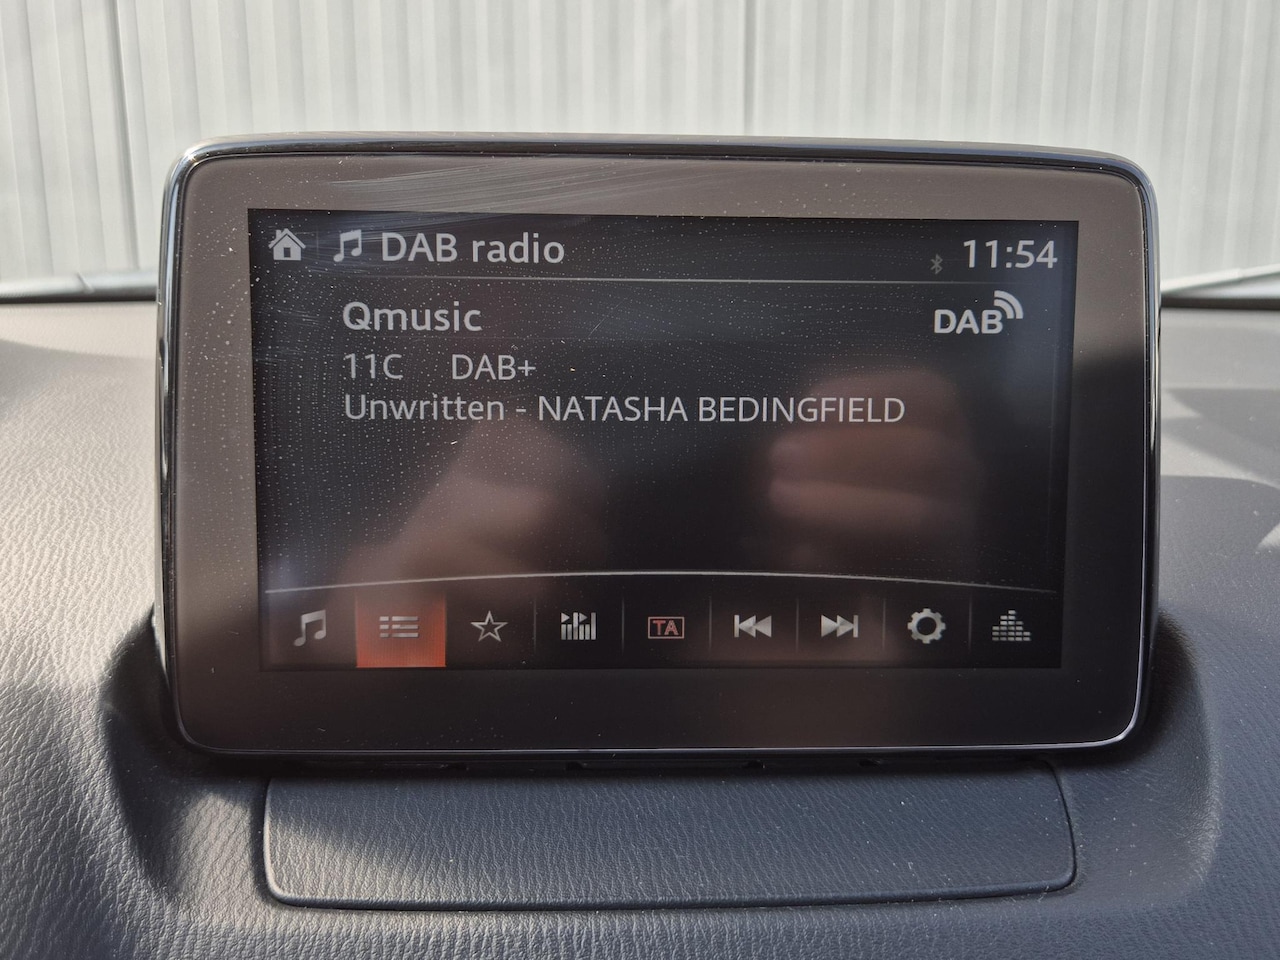 DAB radio 11:54
Qmusic DAB
11C DAB+
Unwritten - NATASHA BEDINGFIELD
TA